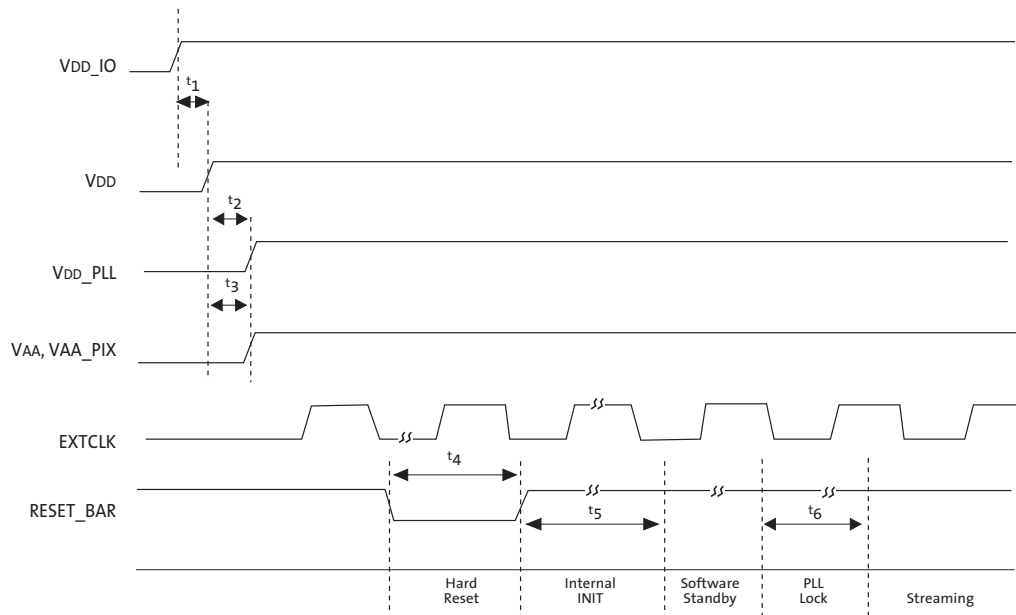 VDD_IO
t1
VDD
t2
VDD_PLL
t3
VAA, VAA_PIX
EXTCLK
t4
RESET_BAR
t5
t6
Hard
Reset
Internal
INIT
Software
Standby
PLL
Lock
Streaming